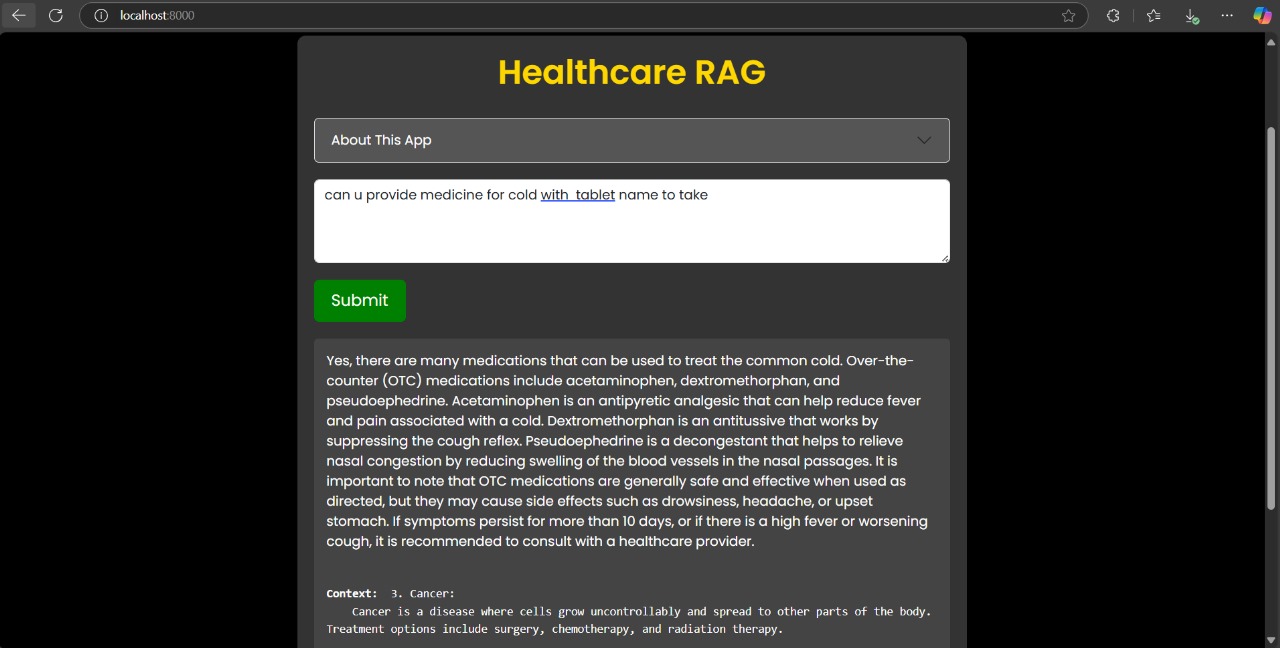 localhost:8000
Healthcare RAG
About This App
can u provide medicine for cold with  tablet name to take
Submit
Yes, there are many medications that can be used to treat the common cold. Over-the-
counter (OTC) medications include acetaminophen, dextromethorphan, and
pseudoephedrine. Acetaminophen is an antipyretic analgesic that can help reduce fever
and pain associated with a cold. Dextromethorphan is an antitussive that works by
suppressing the cough reflex. Pseudoephedrine is a decongestant that helps to relieve
nasal congestion by reducing swelling of the blood vessels in the nasal passages. It is
important to note that OTC medications are generally safe and effective when used as
directed, but they may cause side effects such as drowsiness, headache, or upset
stomach. If symptoms persist for more than 10 days, or if there is a high fever or worsening
cough, it is recommended to consult with a healthcare provider.
Context:  3. Cancer:
Cancer is a disease where cells grow uncontrollably and spread to other parts of the body.
Treatment options include surgery, chemotherapy, and radiation therapy.